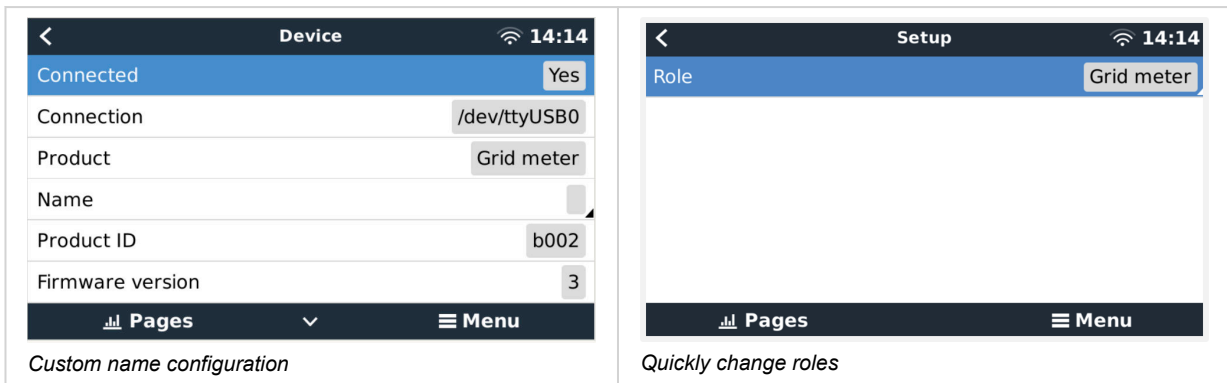 Device 14:14
Connected Yes
Connection /dev/ttyUSB0
Product Grid meter
Name
Product ID b002
Firmware version 3
Pages Menu
Custom name configuration
Setup 14:14
Role Grid meter
Pages Menu
Quickly change roles